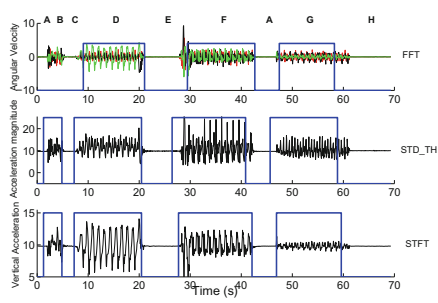 A B C D E F A G H
Angular Velocity
10
0
-10
FFT
0 10 20 30 40 50 60 70
Acceleration magnitude
20
10
0
STD_TH
0 10 20 30 40 50 60 70
Vertical Acceleration
15
10
5
STFT
0 10 20 30 40 50 60 70
Time (s)